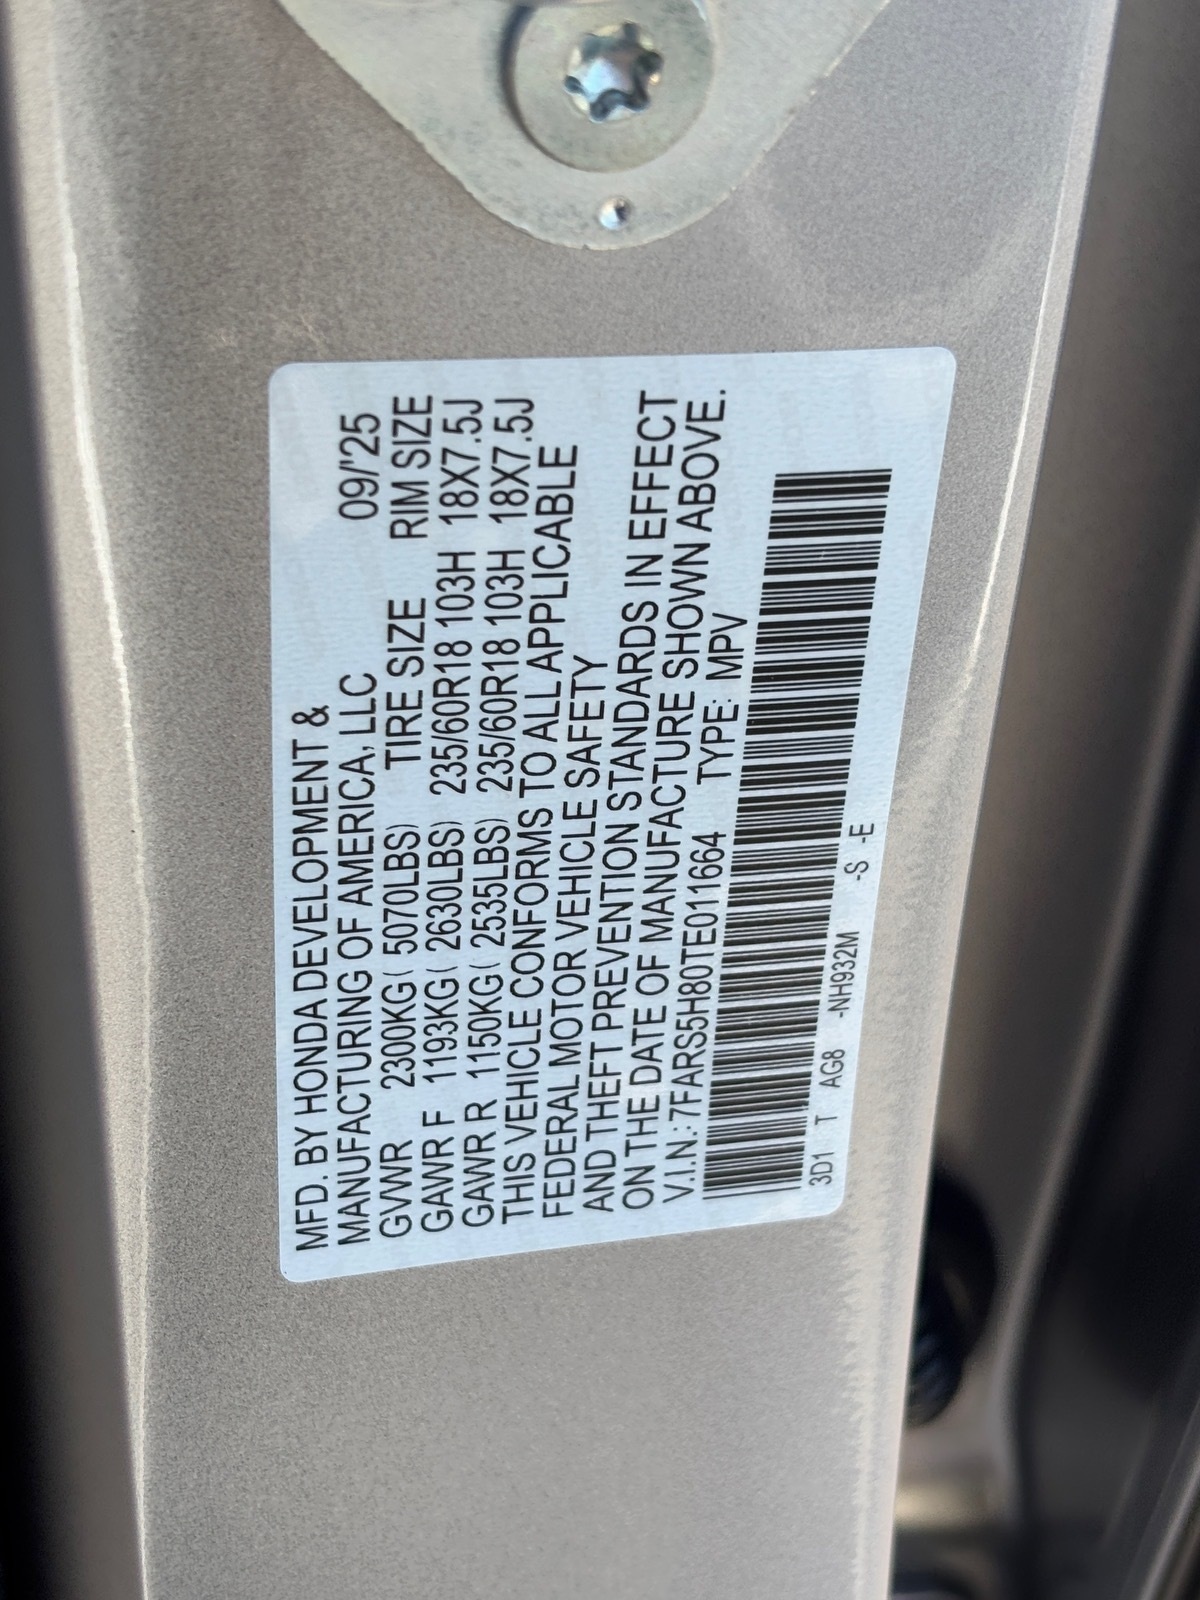 MFD. BY HONDA DEVELOPMENT &
MANUFACTURING OF AMERICA, LLC 09/'25
GVWR 2300KG( 5070LBS) TIRE SIZE RIM SIZE
GAWR F 1193KG( 2630LBS) 235/60R18 103H 18X7.5J
GAWR R 1150KG( 2535LBS) 235/60R18 103H 18X7.5J
THIS VEHICLE CONFORMS TO ALL APPLICABLE
FEDERAL MOTOR VEHICLE SAFETY
AND THEFT PREVENTION STANDARDS IN EFFECT
ON THE DATE OF MANUFACTURE SHOWN ABOVE.
V.I.N.: 7FARS5H80TE011664 TYPE: MPV
3D1 T AG8 -NH932M -S -E